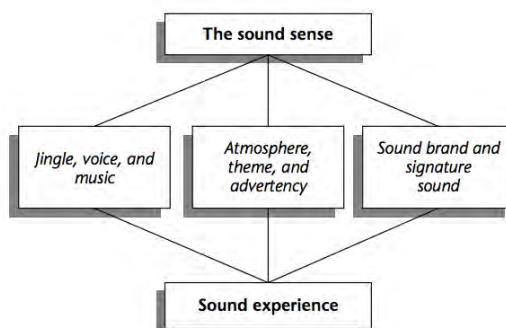 The sound sense
Jingle, voice, and
music
Atmosphere,
theme, and
advertency
Sound brand and
signature
sound
Sound experience